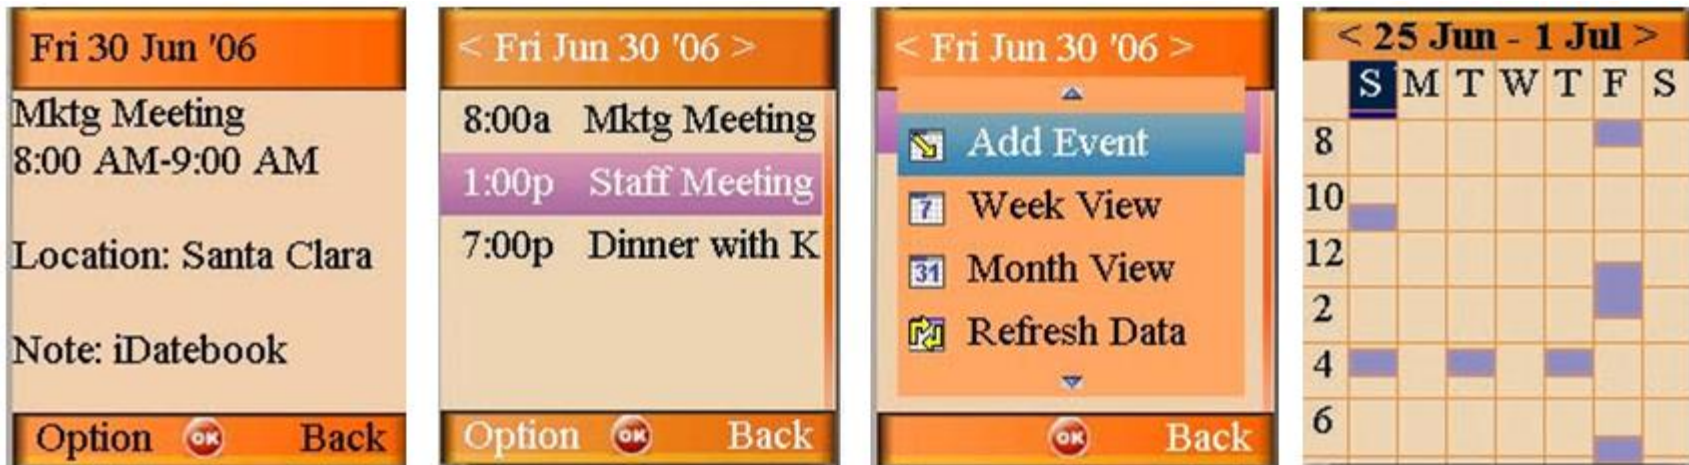 Fri 30 Jun '06
Mktg Meeting
8:00 AM-9:00 AM
Location: Santa Clara
Note: iDatebook
Option OK Back
< Fri Jun 30 '06 >
8:00a Mktg Meeting
1:00p Staff Meeting
7:00p Dinner with K
Option OK Back
< Fri Jun 30 '06 >
Add Event
7 Week View
31 Month View
Refresh Data
OK Back
< 25 Jun - 1 Jul >
S M T W T F S
8
10
12
2
4
6